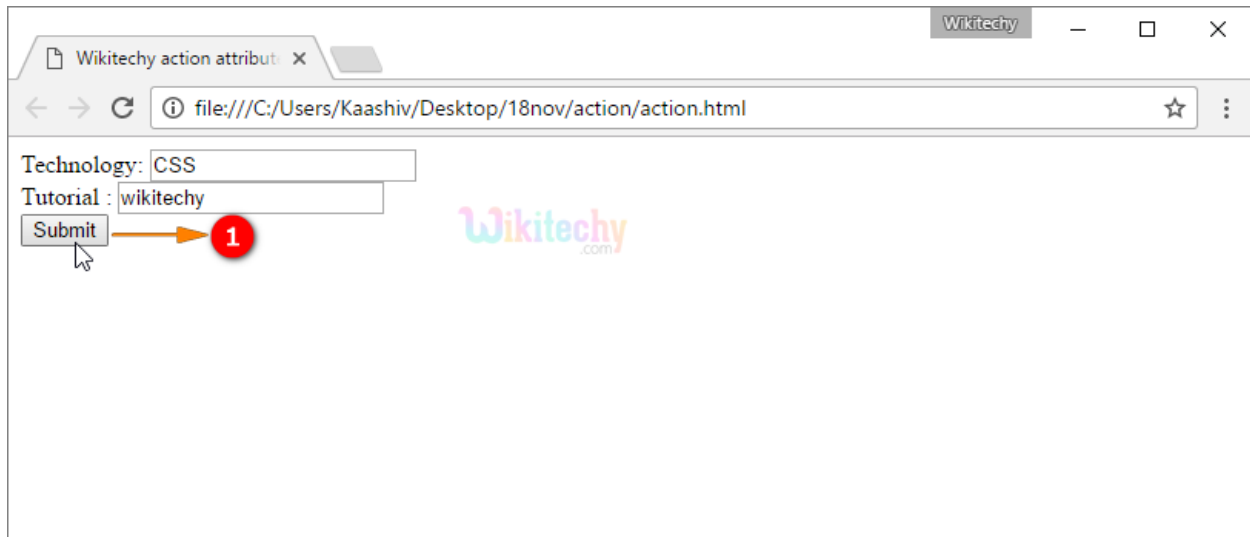 Wikitechy
Wikitechy action attribut
file:///C:/Users/Kaashiv/Desktop/18nov/action/action.html
Technology: CSS
Tutorial : wikitechy
Submit 1
Wikitechy
.com